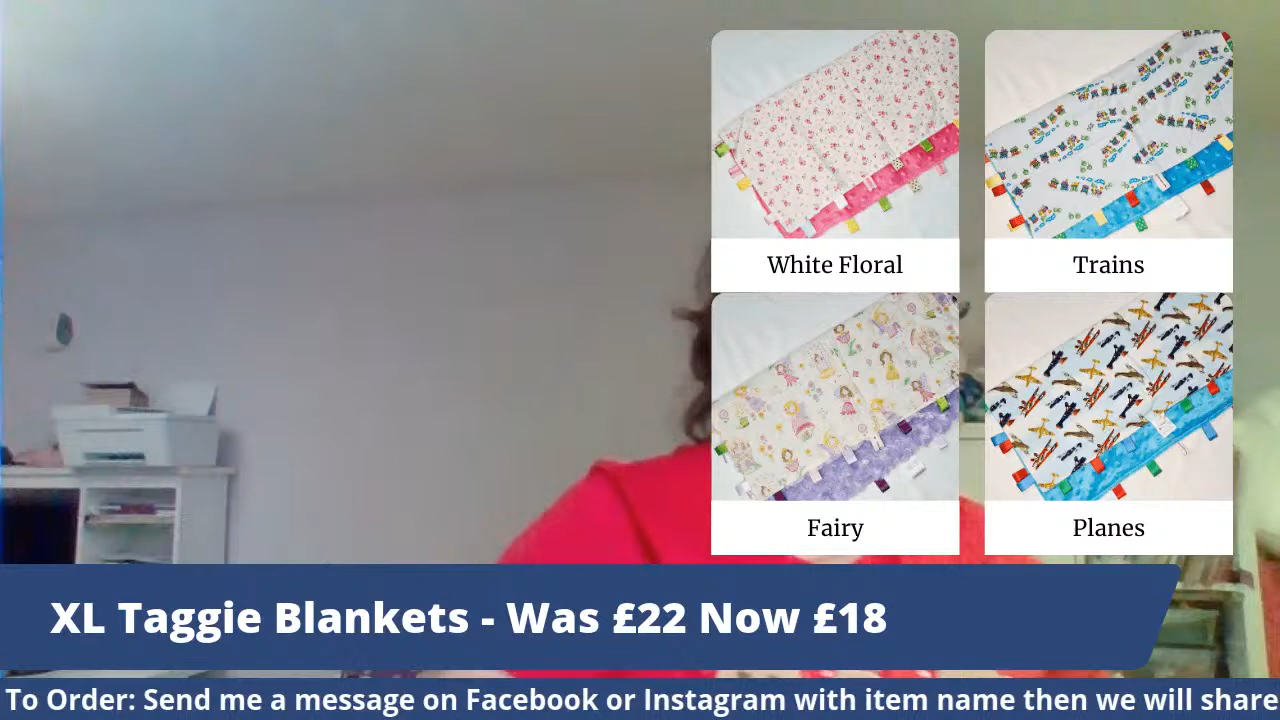 White Floral
Trains
Fairy
Planes
XL Taggie Blankets - Was £22 Now £18
To Order: Send me a message on Facebook or Instagram with item name then we will share